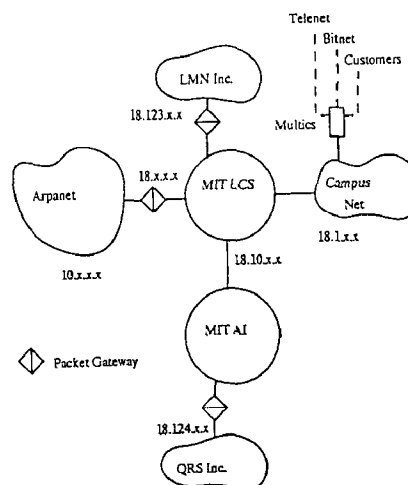 Telenet
Bitnet
Customers
LMN Inc.
Multics
18.123.x.x
18.x.x.x
MIT LCS
Campus
Net
Arpanet
18.1.x.x
10.x.x.x
18.10.x.x
MIT AI
Packet Gateway
18.124.x.x
QRS Inc.